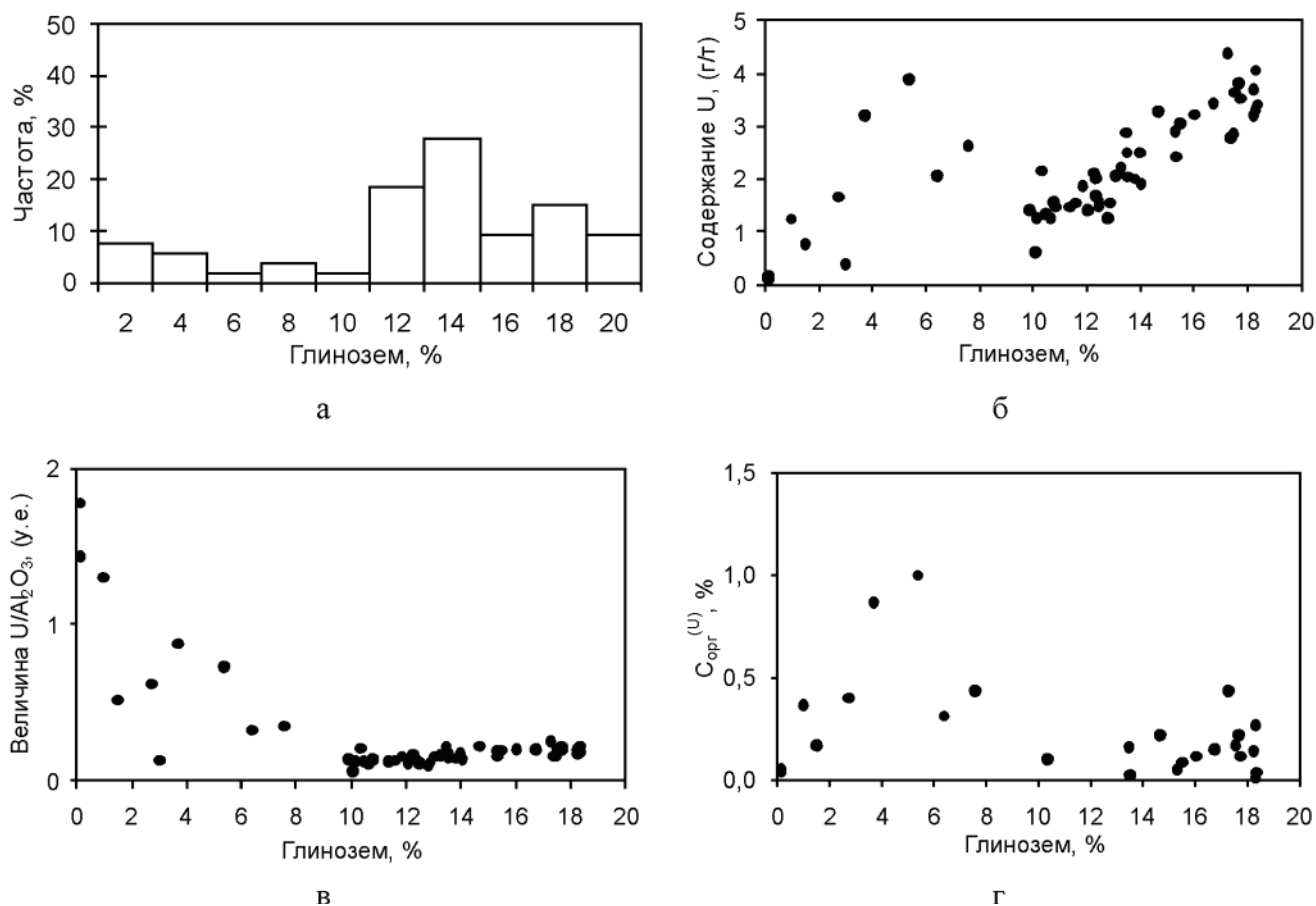 Частота, %
50
40
30
20
10
0
2 4 6 8 10 12 14 16 18 20
Глинозем, %
а
Содержание U, (г/т)
5
4
3
2
1
0
0 2 4 6 8 10 12 14 16 18 20
Глинозем, %
б
Величина U/Al₂O₃, (у.е.)
2
1
0
0 2 4 6 8 10 12 14 16 18 20
Глинозем, %
в
Cорг⁽ᵁ⁾, %
1,5
1,0
0,5
0,0
0 2 4 6 8 10 12 14 16 18 20
Глинозем, %
г